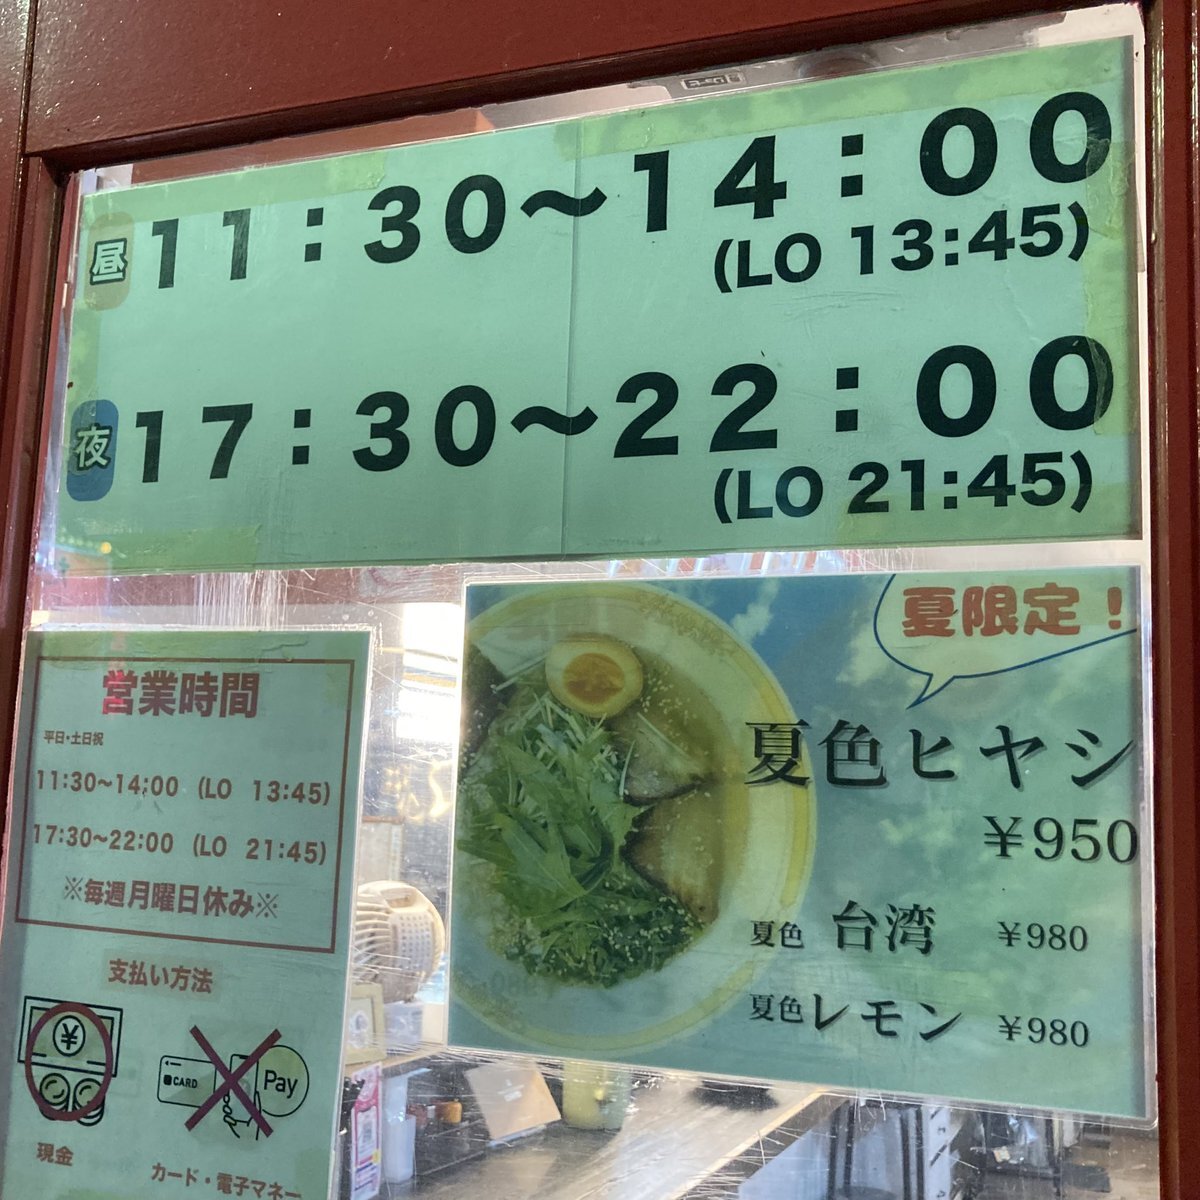 昼 11:30〜14:00
(LO 13:45)
夜 17:30〜22:00
(LO 21:45)
営業時間
平日・土日祝
11:30〜14:00 (LO 13:45)
17:30〜22:00 (LO 21:45)
※毎週月曜日休み※
支払い方法
¥
CARD Pay
現金
カード・電子マネー
夏限定！
夏色ヒヤシ
￥950
夏色 台湾 ￥980
夏色レモン ￥980